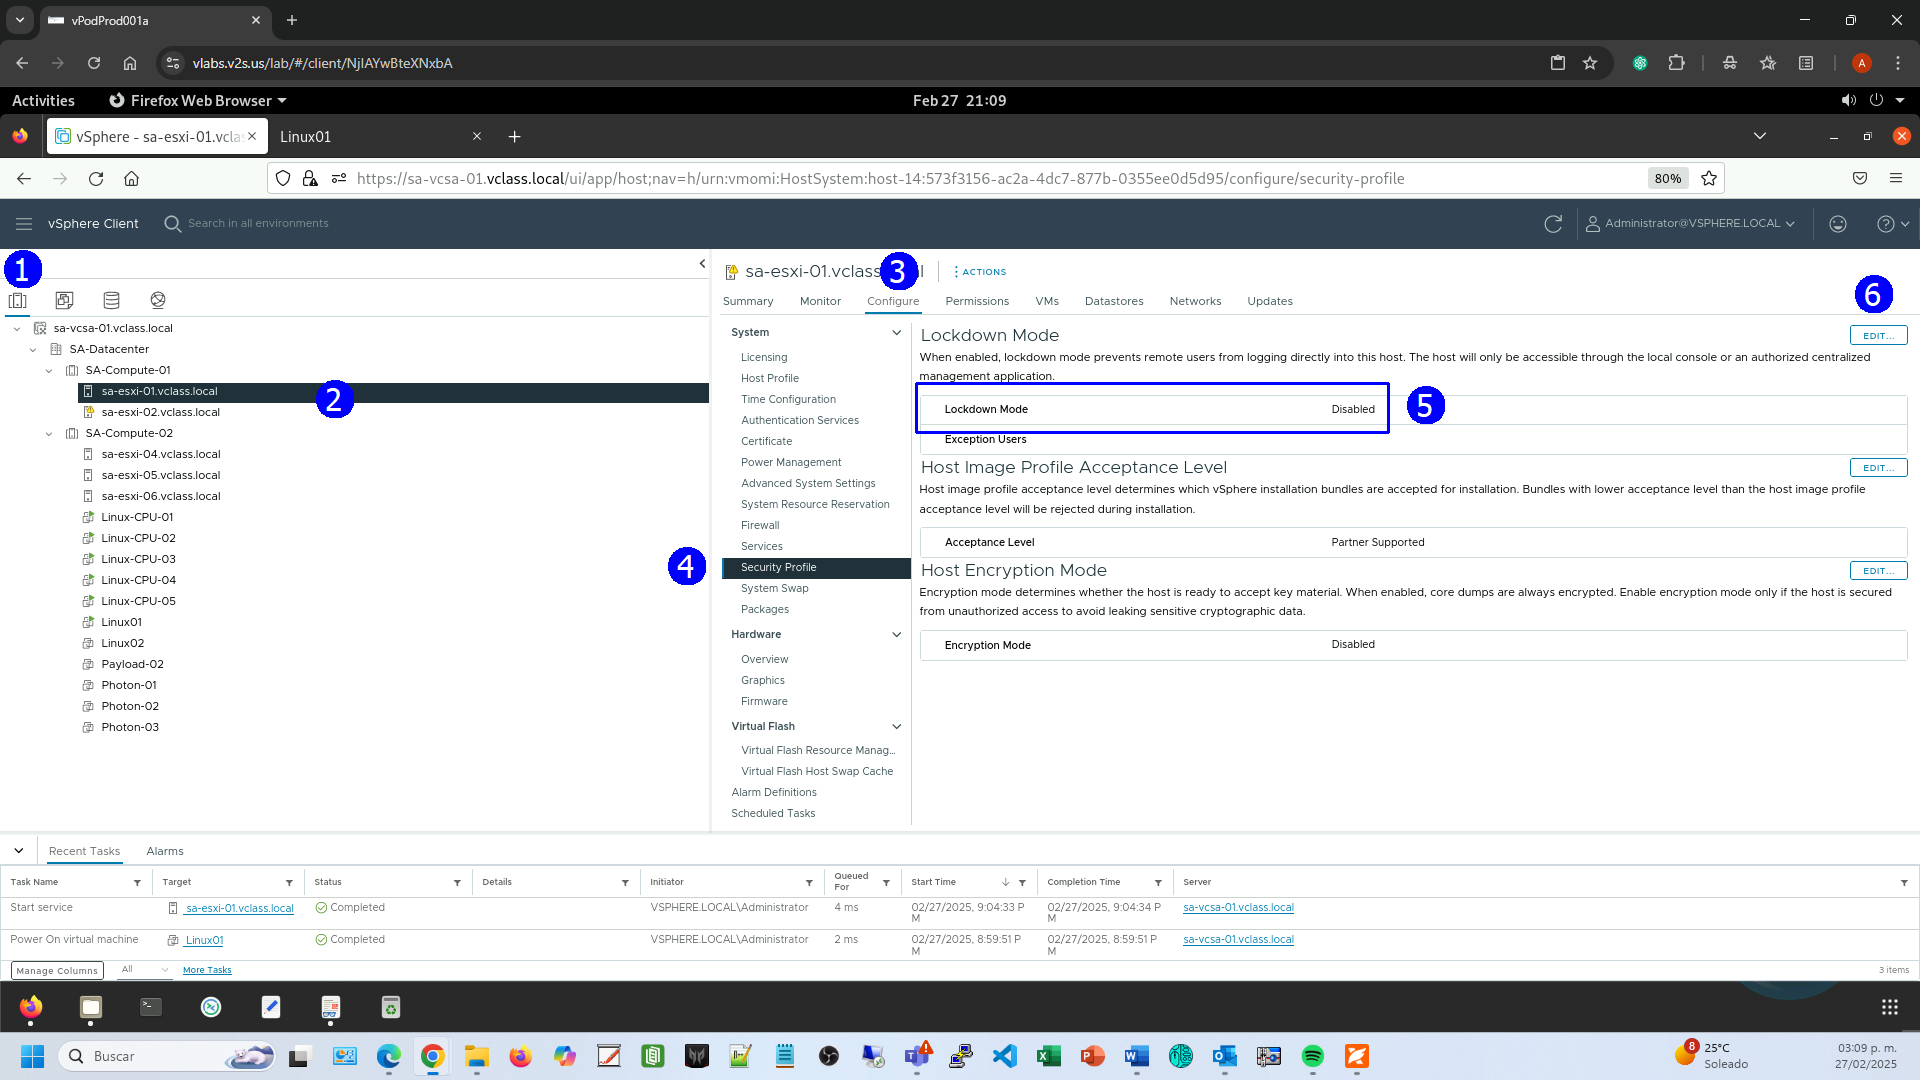 vPodProd001a
vlabs.v2s.us/lab/#/client/NjlAYwBteXNxbA
A
Activities
Firefox Web Browser
Feb 27 21:09
vSphere - sa-esxi-01.vclas
Linux01
https://sa-vcsa-01.vclass.local/ui/app/host;nav=h/urn:vmomi:HostSystem:host-14:573f3156-ac2a-4dc7-877b-0355ee0d5d95/configure/security-profile
80%
vSphere Client
Search in all environments
Administrator@VSPHERE.LOCAL
1
sa-vcsa-01.vclass.local
SA-Datacenter
SA-Compute-01
sa-esxi-01.vclass.local
2
sa-esxi-02.vclass.local
SA-Compute-02
sa-esxi-04.vclass.local
sa-esxi-05.vclass.local
sa-esxi-06.vclass.local
Linux-CPU-01
Linux-CPU-02
Linux-CPU-03
Linux-CPU-04
Linux-CPU-05
Linux01
Linux02
Payload-02
Photon-01
Photon-02
Photon-03
sa-esxi-01.vclass
3
l
ACTIONS
Summary
Monitor
Configure
Permissions
VMs
Datastores
Networks
Updates
6
System
Licensing
Host Profile
Time Configuration
Authentication Services
Certificate
Power Management
Advanced System Settings
System Resource Reservation
Firewall
Services
4
Security Profile
System Swap
Packages
Hardware
Overview
Graphics
Firmware
Virtual Flash
Virtual Flash Resource Manag...
Virtual Flash Host Swap Cache
Alarm Definitions
Scheduled Tasks
Lockdown Mode
EDIT...
When enabled, lockdown mode prevents remote users from logging directly into this host. The host will only be accessible through the local console or an authorized centralized
management application.
Lockdown Mode
Disabled
5
Exception Users
Host Image Profile Acceptance Level
EDIT...
Host image profile acceptance level determines which vSphere installation bundles are accepted for installation. Bundles with lower acceptance level than the host image profile
acceptance level will be rejected during installation.
Acceptance Level
Partner Supported
Host Encryption Mode
EDIT...
Encryption mode determines whether the host is ready to accept key material. When enabled, core dumps are always encrypted. Enable encryption mode only if the host is secured
from unauthorized access to avoid leaking sensitive cryptographic data.
Encryption Mode
Disabled
Recent Tasks
Alarms
Task Name
Target
Status
Details
Initiator
Queued
For
Start Time
Completion Time
Server
Start service
sa-esxi-01.vclass.local
Completed
VSPHERE.LOCAL\Administrator
4 ms
02/27/2025, 9:04:33 P
M
02/27/2025, 9:04:34 P
M
sa-vcsa-01.vclass.local
Power On virtual machine
Linux01
Completed
VSPHERE.LOCAL\Administrator
2 ms
02/27/2025, 8:59:51 P
M
02/27/2025, 8:59:51 P
M
sa-vcsa-01.vclass.local
Manage Columns
All
More Tasks
3 items
Buscar
8
25°C
Soleado
03:09 p. m.
27/02/2025